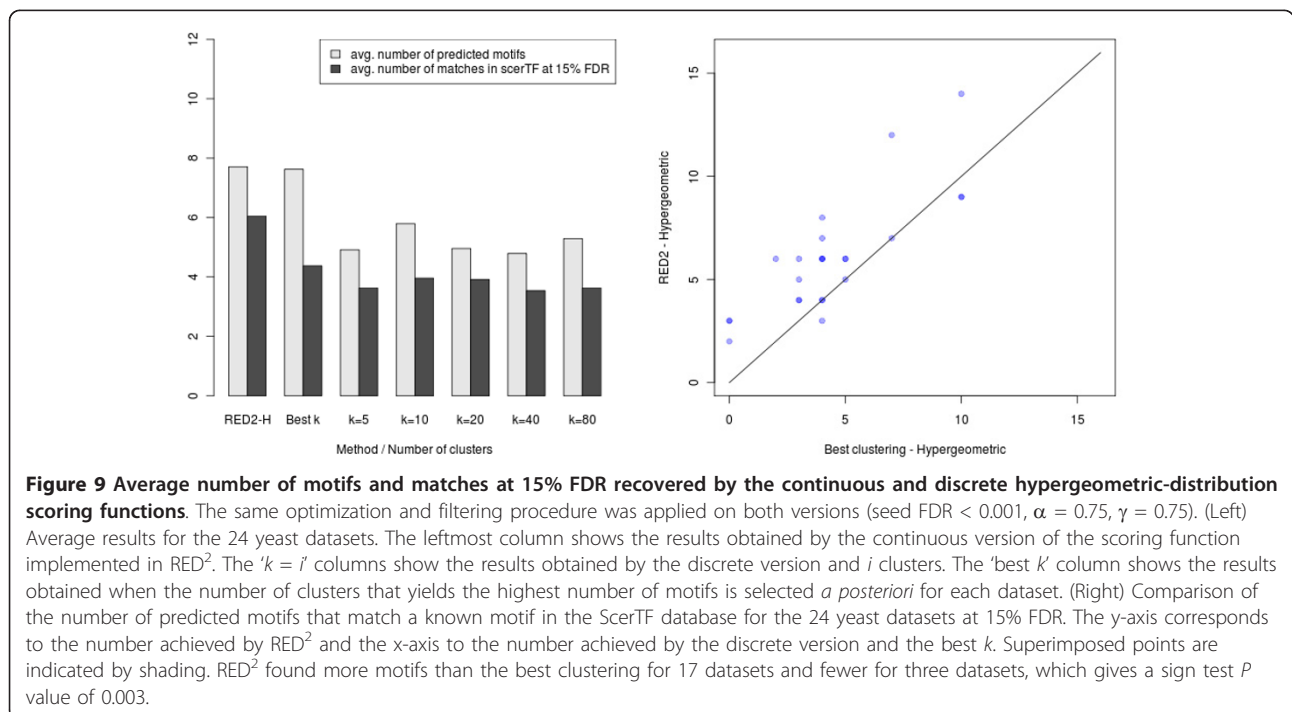 12
10
8
6
4
2
0
avg. number of predicted motifs
avg. number of matches in scerTF at 15% FDR
RED2-H Best k k=5 k=10 k=20 k=40 k=80
Method / Number of clusters
RED2 - Hypergeometric
15
10
5
0
0 5 10 15
Best clustering - Hypergeometric
Figure 9 Average number of motifs and matches at 15% FDR recovered by the continuous and discrete hypergeometric-distribution
scoring functions. The same optimization and filtering procedure was applied on both versions (seed FDR < 0.001, α = 0.75, γ = 0.75). (Left)
Average results for the 24 yeast datasets. The leftmost column shows the results obtained by the continuous version of the scoring function
implemented in RED². The ‘k = i’ columns show the results obtained by the discrete version and i clusters. The ‘best k’ column shows the results
obtained when the number of clusters that yields the highest number of motifs is selected a posteriori for each dataset. (Right) Comparison of
the number of predicted motifs that match a known motif in the ScerTF database for the 24 yeast datasets at 15% FDR. The y-axis corresponds
to the number achieved by RED² and the x-axis to the number achieved by the discrete version and the best k. Superimposed points are
indicated by shading. RED² found more motifs than the best clustering for 17 datasets and fewer for three datasets, which gives a sign test P
value of 0.003.